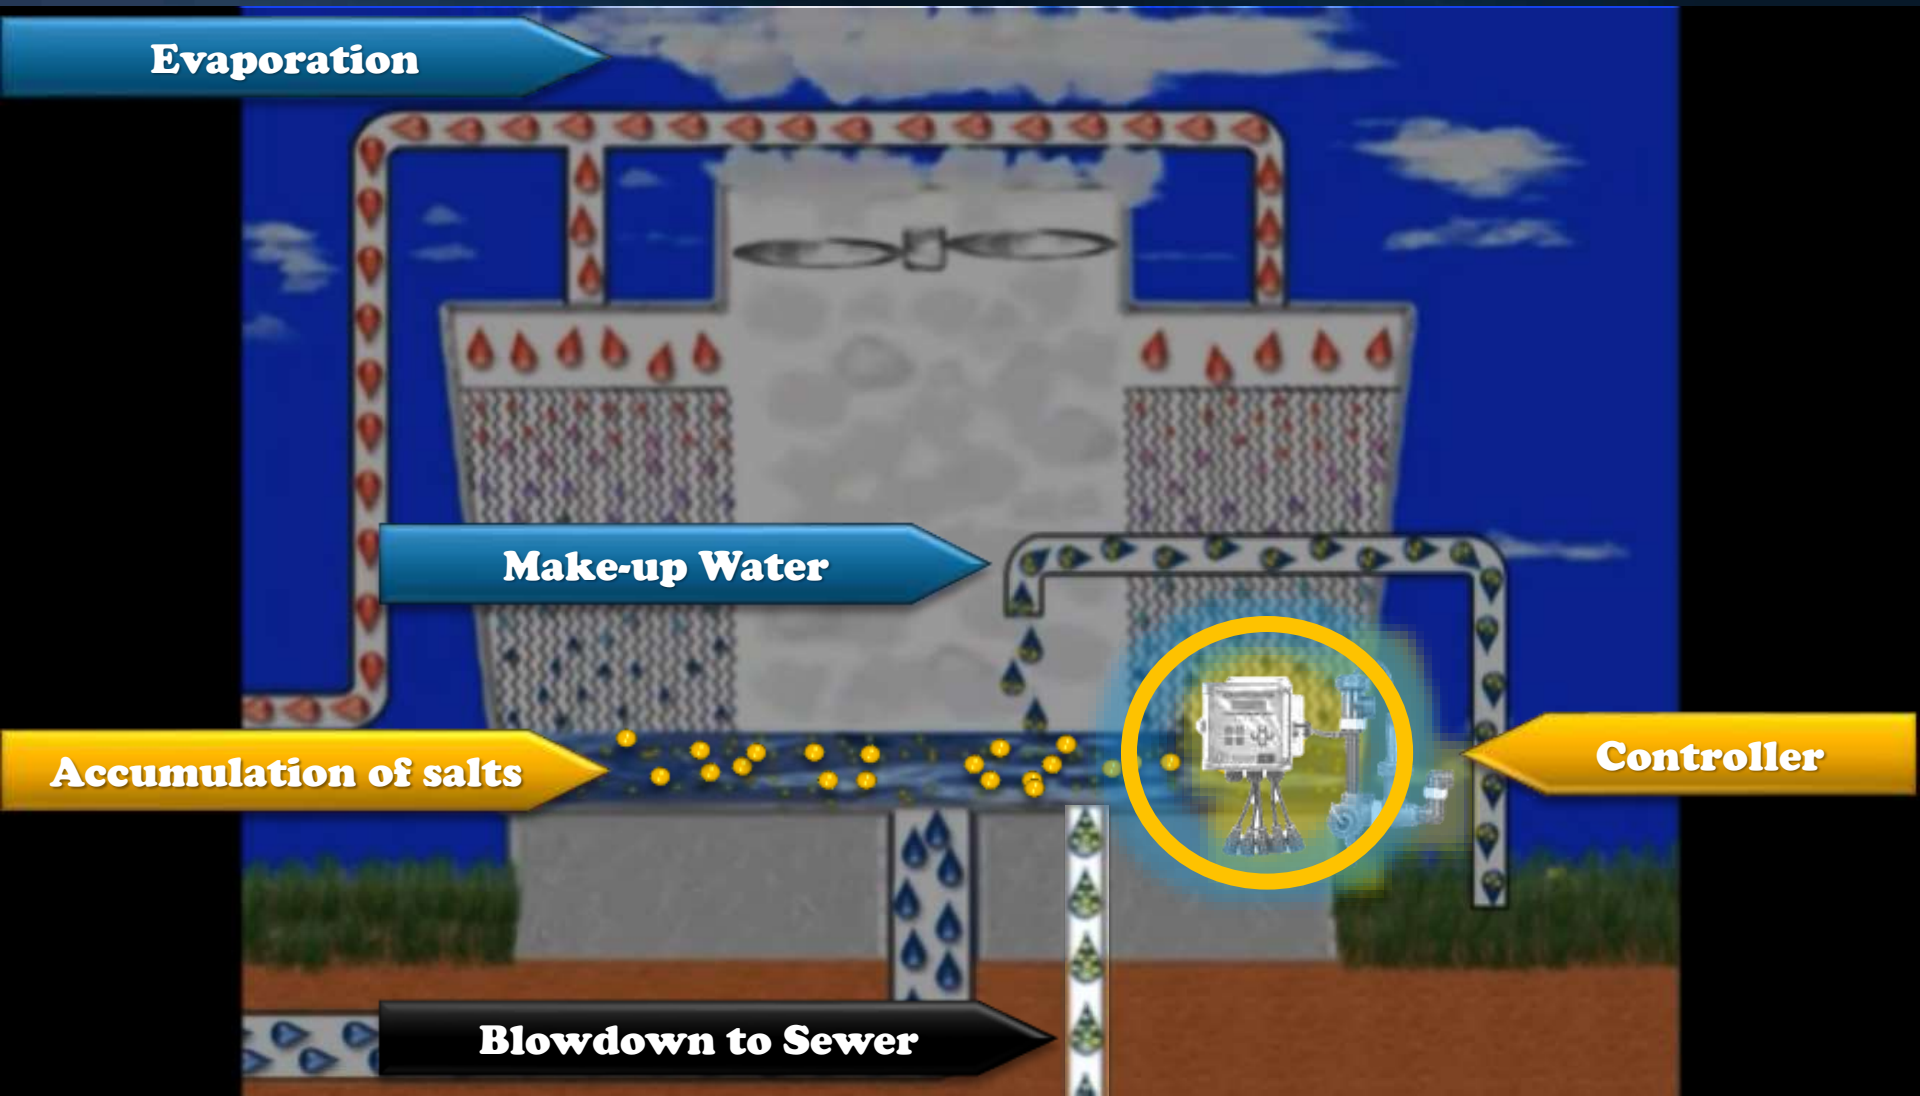 Evaporation
Make-up Water
Accumulation of salts
Controller
Blowdown to Sewer